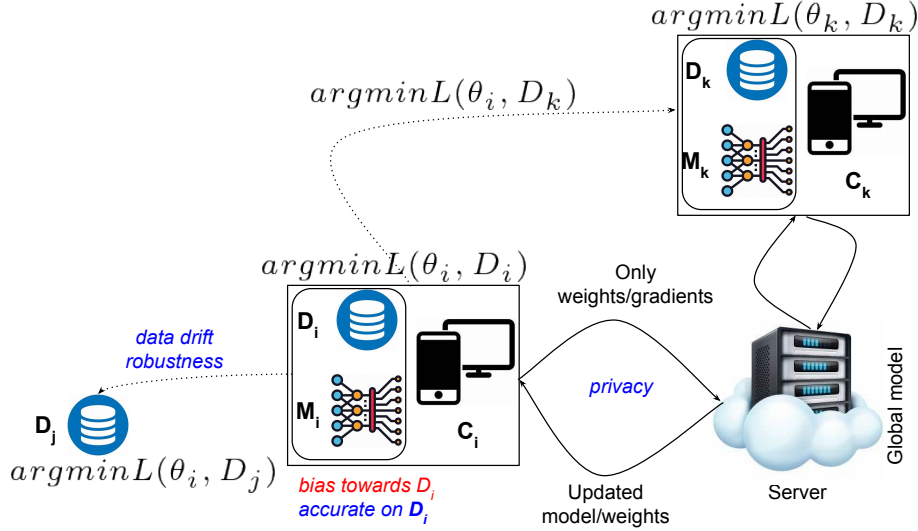 argminL(θ_k, D_k)
D_k
M_k
C_k
argminL(θ_i, D_k)
argminL(θ_i, D_i)
D_i
M_i
C_i
Only
weights/gradients
privacy
Updated
model/weights
Global model
Server
data drift
robustness
D_j
argminL(θ_i, D_j)
bias towards D_i
accurate on D_i